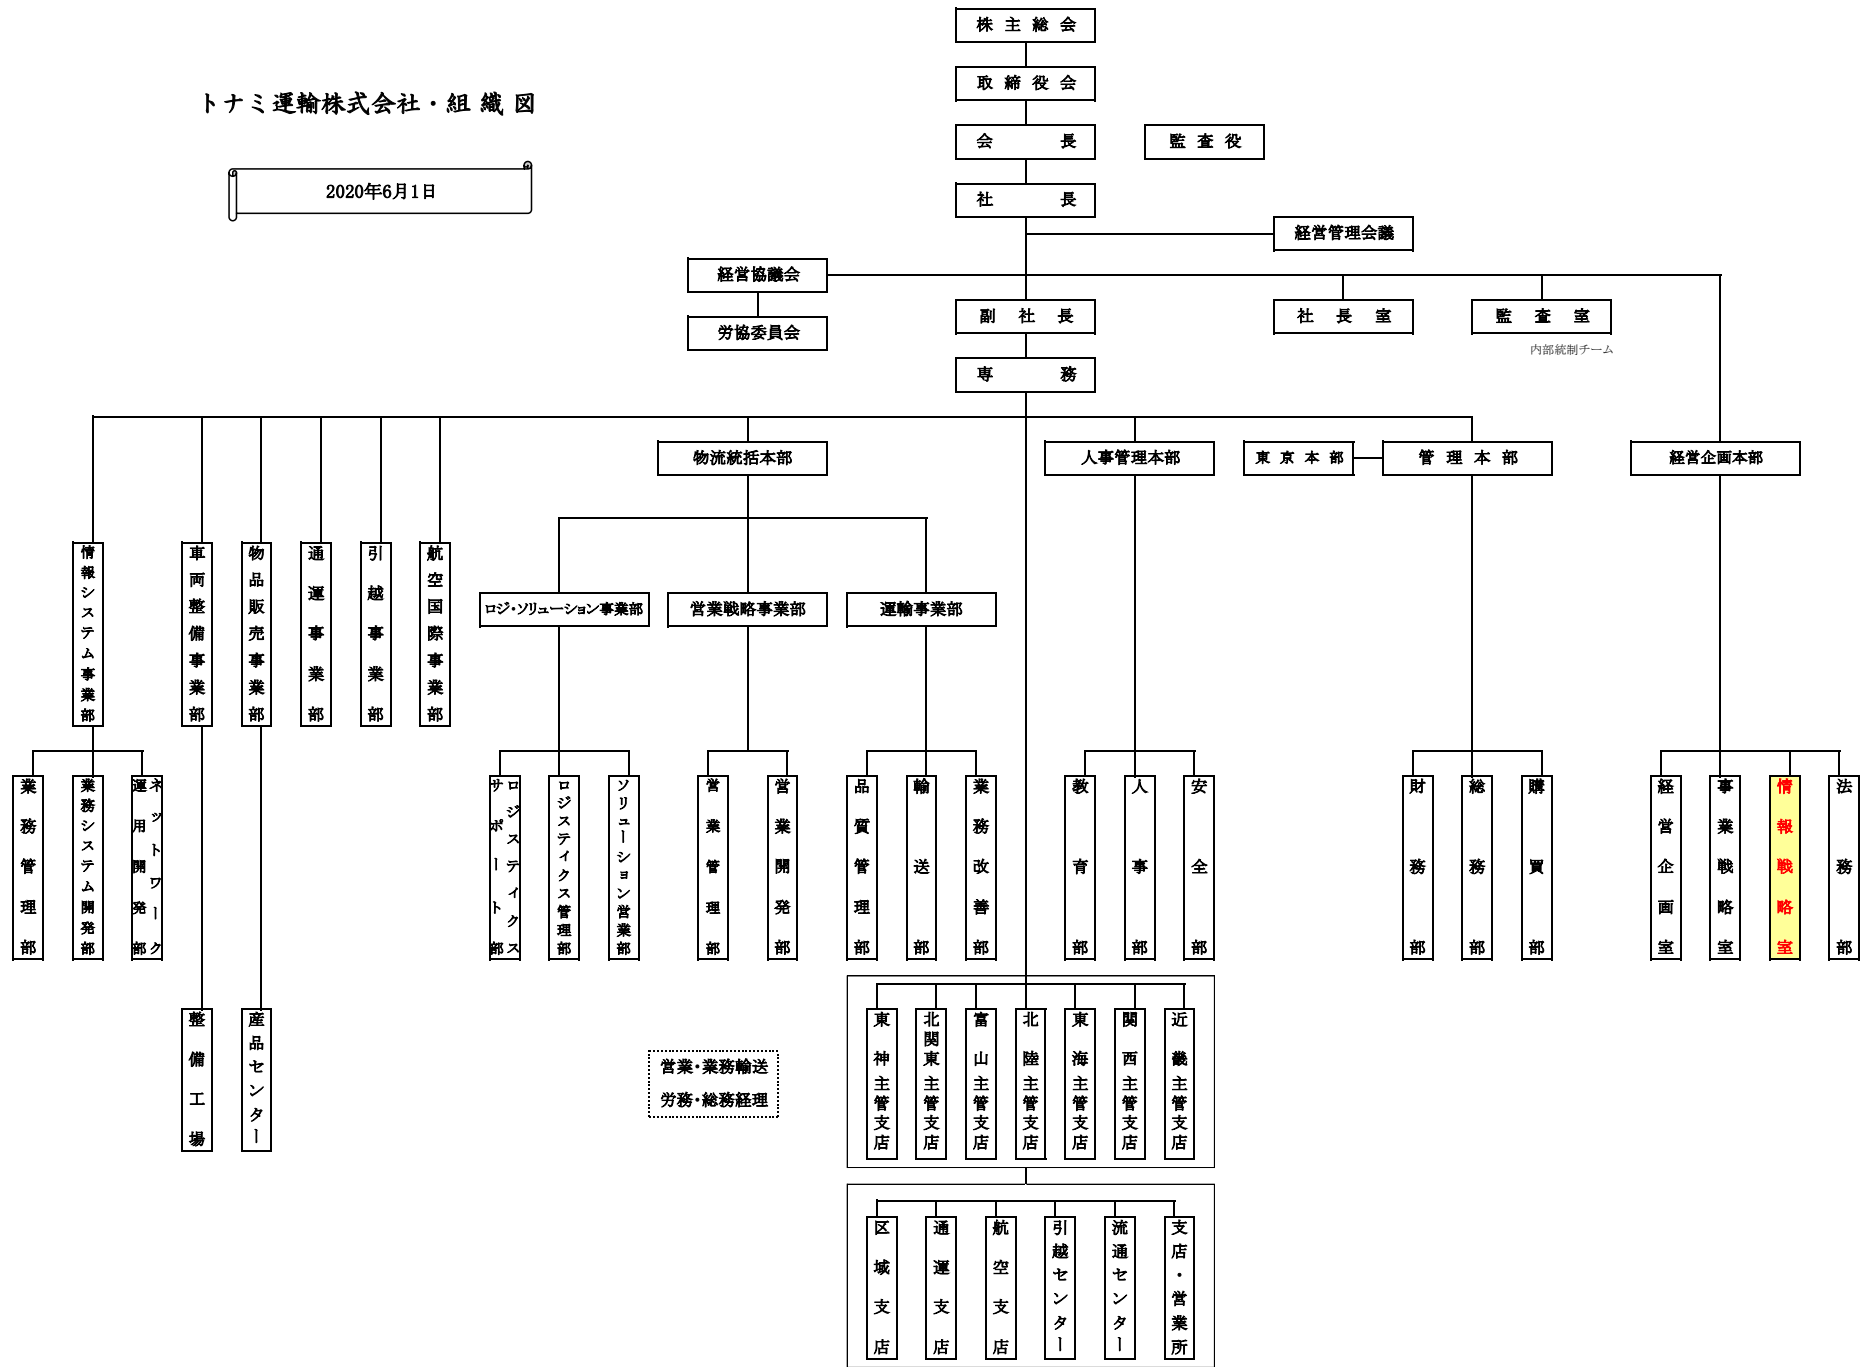 株主総会
取締役会
トナミ運輸株式会社・組織図
会長
監査役
2020年6月1日
社長
経営管理会議
経営協議会
副社長
社長室
監査室
労協委員会
内部統制チーム
専務
物流統括本部
人事管理本部
東京本部
管理本部
経営企画本部
情報システム事業部
車両整備事業部
物品販売事業部
通運事業部
引越事業部
航空国際事業部
ロジ・ソリューション事業部
営業戦略事業部
運輸事業部
業務管理部
業務システム開発部
ネットワーク
運用開発部
ロジスティクス
サポート部
ロジスティクス管理部
ソリューション営業部
営業管理部
営業開発部
品質管理部
輸送部
業務改善部
教育部
人事部
安全部
財務部
総務部
購買部
経営企画室
事業戦略室
情報戦略室
法務部
整備工場
産品センター
営業・業務輸送
労務・総務経理
東神主管支店
北関東主管支店
富山主管支店
北陸主管支店
東海主管支店
関西主管支店
近畿主管支店
区域支店
通運支店
航空支店
引越センター
流通センター
支店・営業所